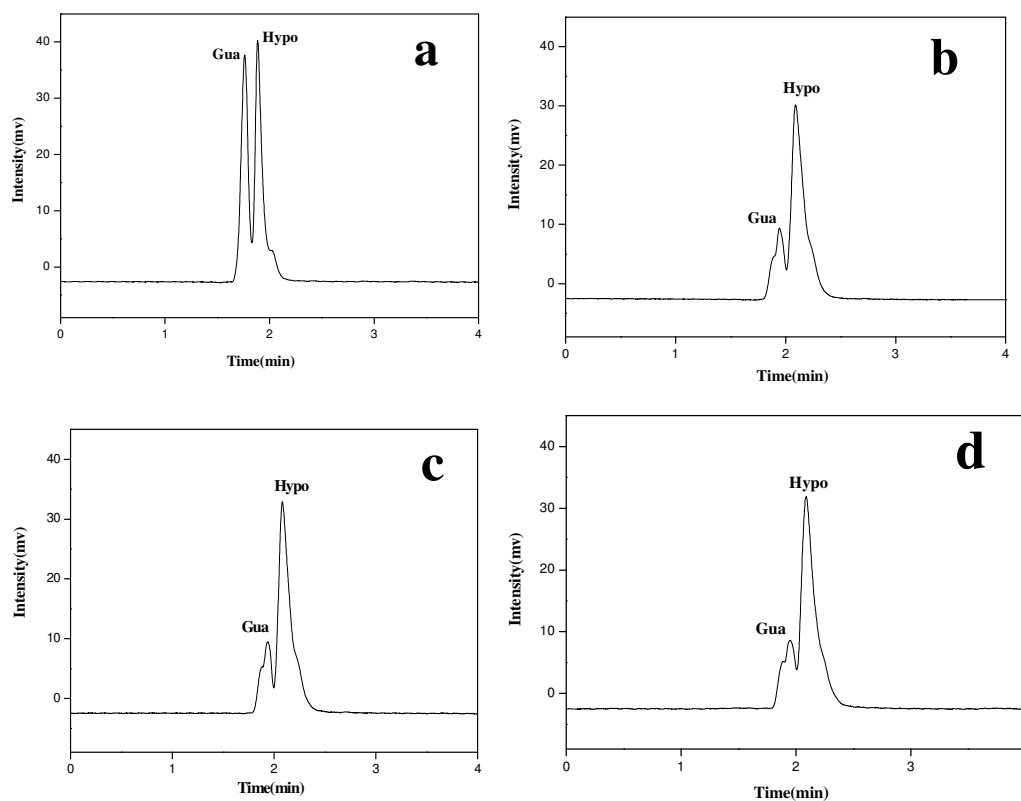 a
Gua
Hypo
40
30
20
10
0
Intensity(mv)
0 1 2 3 4
Time(min)
b
Hypo
Gua
40
30
20
10
0
Intensity(mv)
0 1 2 3 4
Time(min)
c
Hypo
Gua
40
30
20
10
0
Intensity(mv)
0 1 2 3 4
Time(min)
d
Hypo
Gua
40
30
20
10
0
Intensity(mv)
0 1 2 3
Time(min)